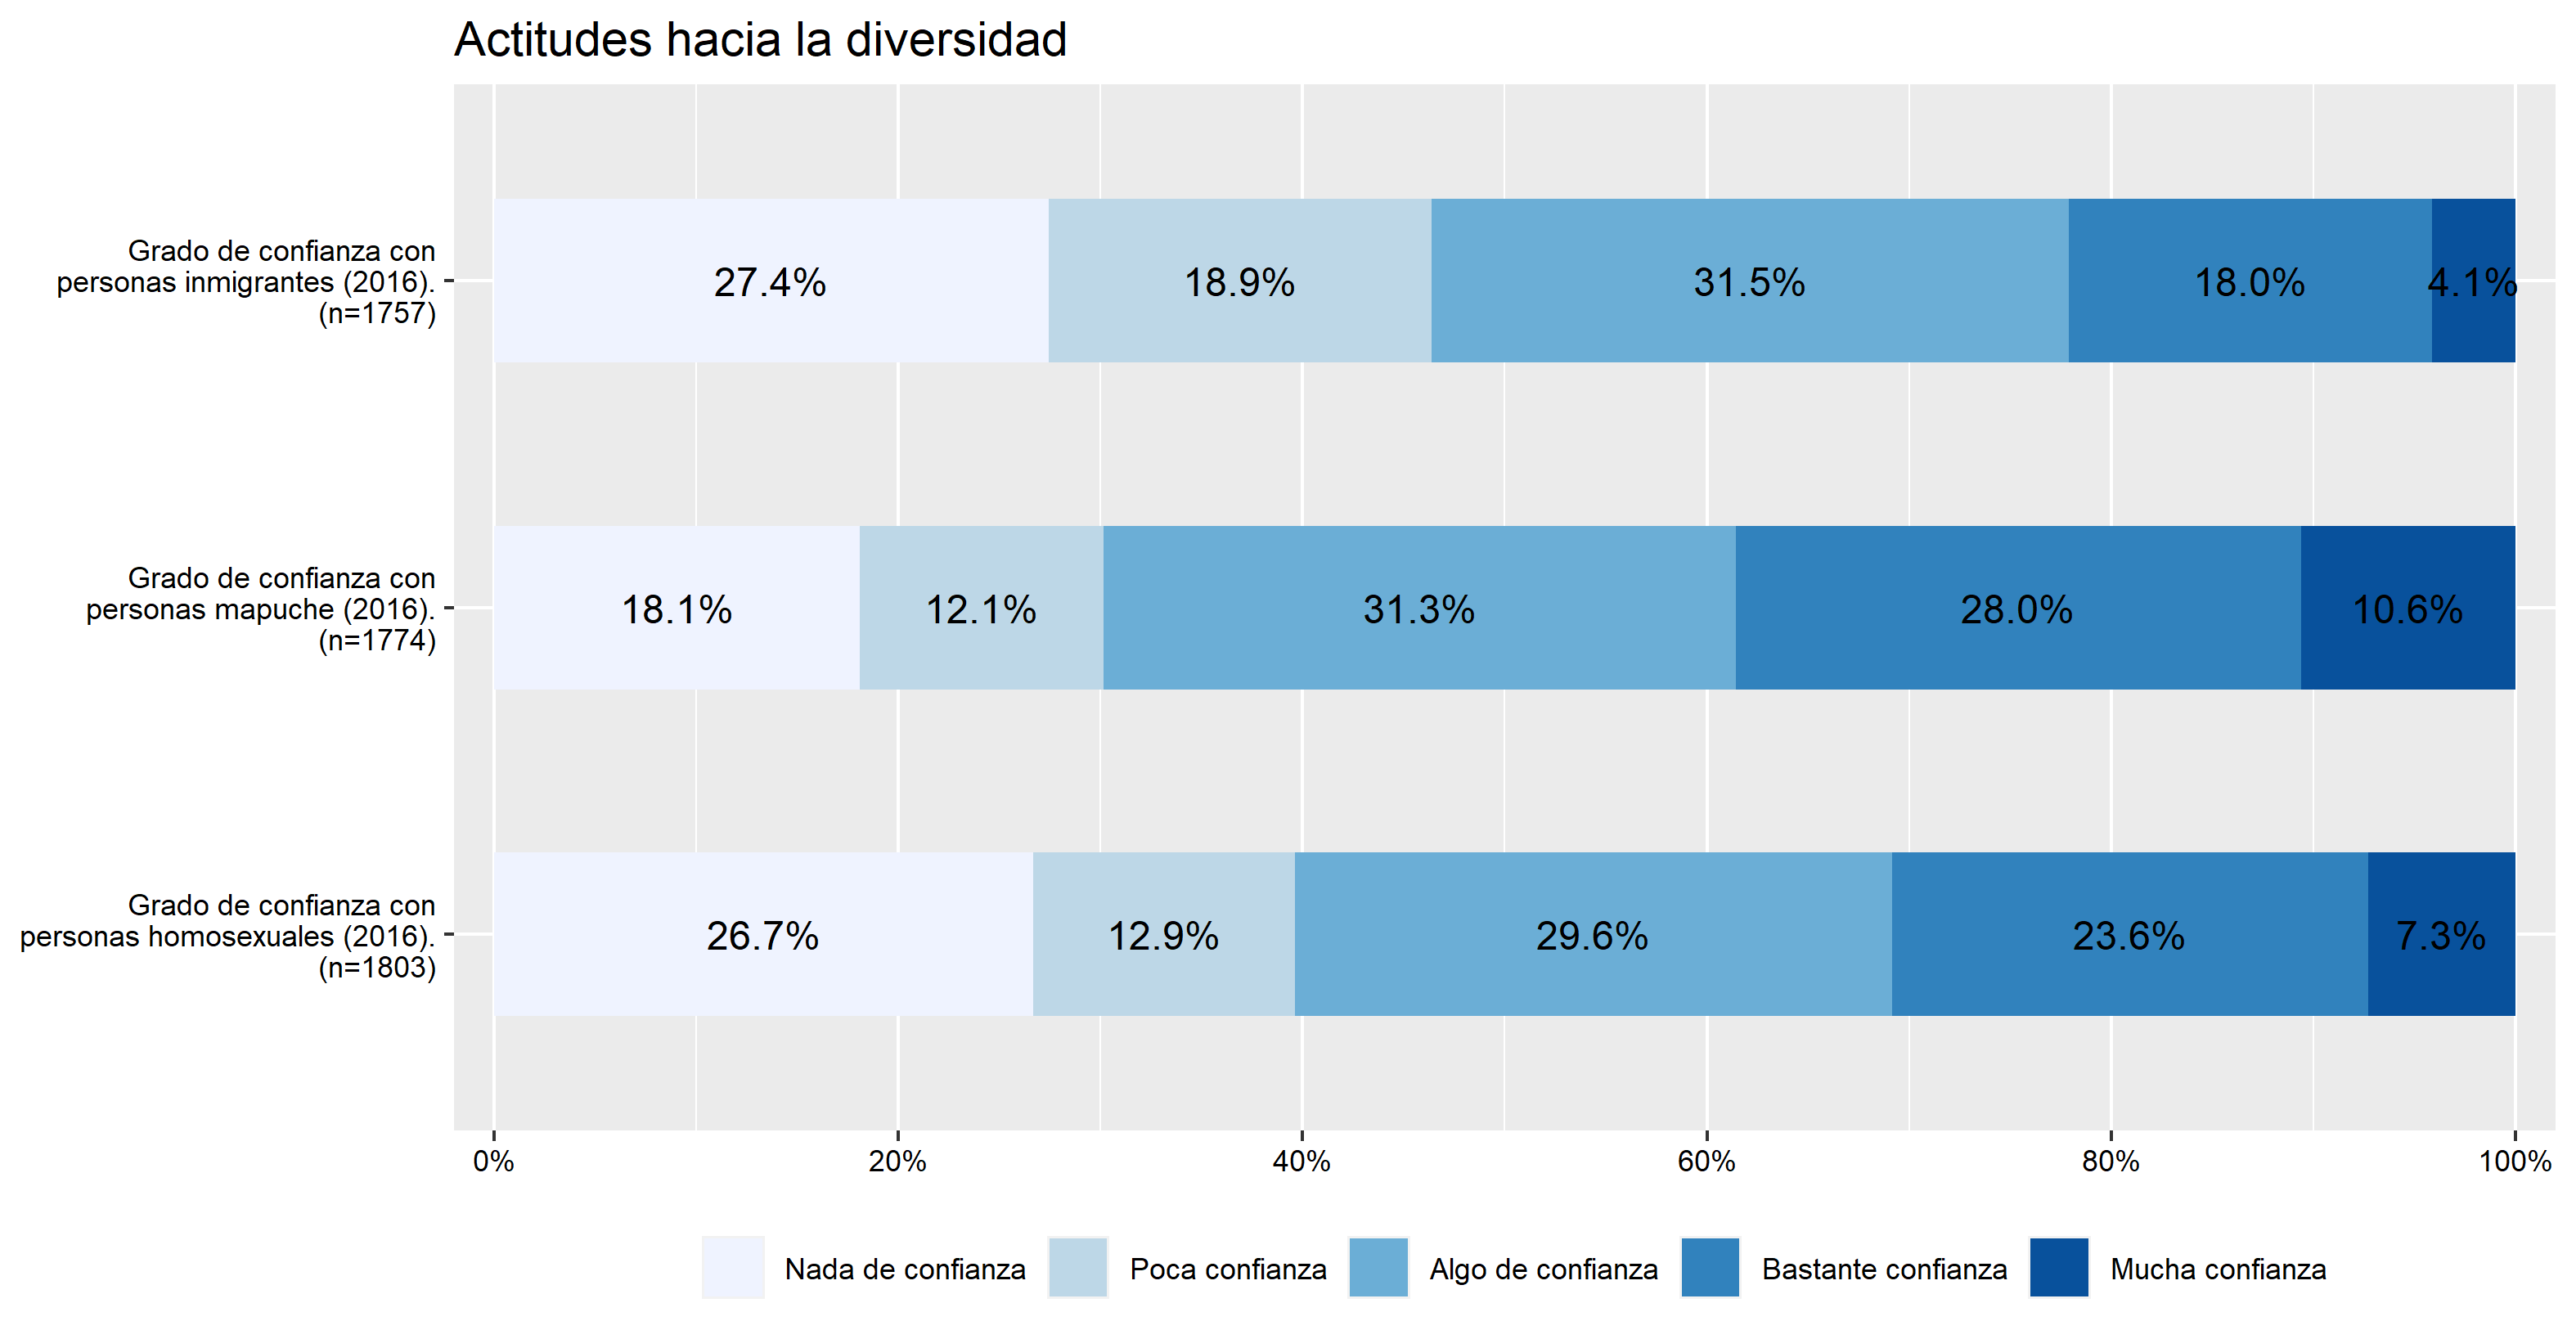 Actitudes hacia la diversidad
Grado de confianza con
personas inmigrantes (2016).
(n=1757)
27.4%
18.9%
31.5%
18.0%
4.1%
Grado de confianza con
personas mapuche (2016).
(n=1774)
18.1%
12.1%
31.3%
28.0%
10.6%
Grado de confianza con
personas homosexuales (2016).
(n=1803)
26.7%
12.9%
29.6%
23.6%
7.3%
0%
20%
40%
60%
80%
100%
Nada de confianza
Poca confianza
Algo de confianza
Bastante confianza
Mucha confianza